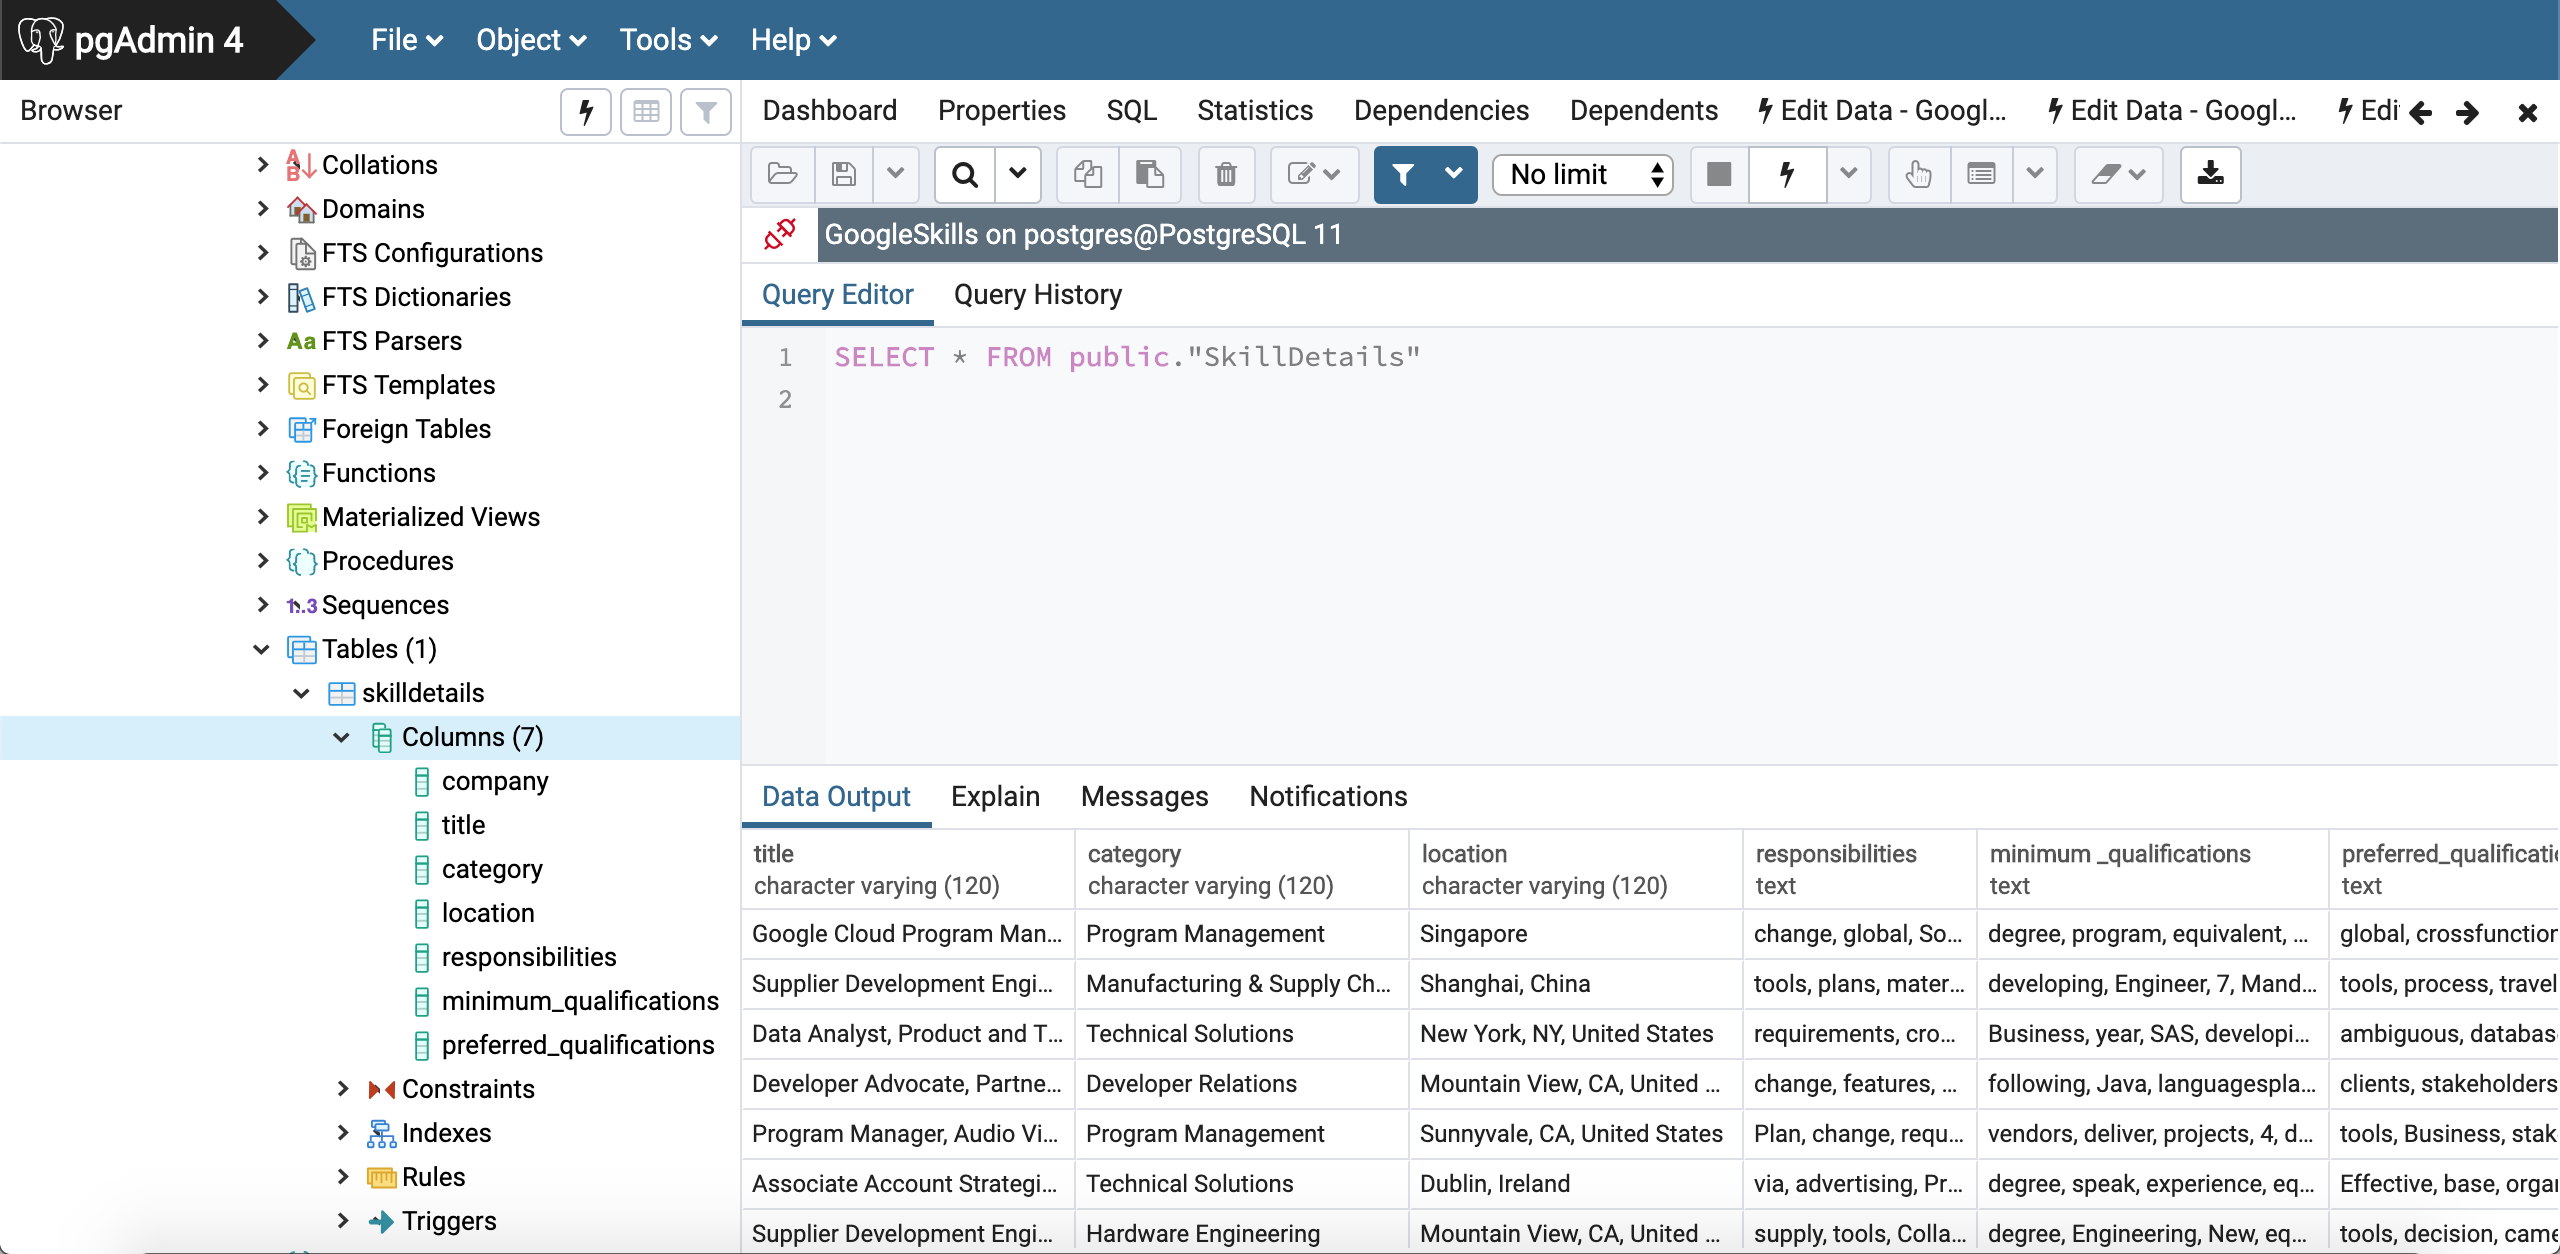 pgAdmin 4
File Object Tools Help
Browser
Dashboard Properties SQL Statistics Dependencies Dependents Edit Data - Googl... Edit Data - Googl... Edi
No limit
GoogleSkills on postgres@PostgreSQL 11
Query Editor Query History
1 SELECT * FROM public."SkillDetails"
2
Collations
Domains
FTS Configurations
FTS Dictionaries
Aa FTS Parsers
FTS Templates
Foreign Tables
Functions
Materialized Views
Procedures
1..3 Sequences
Tables (1)
skilldetails
Columns (7)
company
title
category
location
responsibilities
minimum_qualifications
preferred_qualifications
Constraints
Indexes
Rules
Triggers
Data Output Explain Messages Notifications
title category location responsibilities minimum _qualifications preferred_qualificati
character varying (120) character varying (120) character varying (120) text text text
Google Cloud Program Man... Program Management Singapore change, global, So... degree, program, equivalent, ... global, crossfunction
Supplier Development Engi... Manufacturing & Supply Ch... Shanghai, China tools, plans, mater... developing, Engineer, 7, Mand... tools, process, travel
Data Analyst, Product and T... Technical Solutions New York, NY, United States requirements, cro... Business, year, SAS, developi... ambiguous, databas
Developer Advocate, Partne... Developer Relations Mountain View, CA, United ... change, features, ... following, Java, languagespla... clients, stakeholders
Program Manager, Audio Vi... Program Management Sunnyvale, CA, United States Plan, change, requ... vendors, deliver, projects, 4, d... tools, Business, stak
Associate Account Strategi... Technical Solutions Dublin, Ireland via, advertising, Pr... degree, speak, experience, eq... Effective, base, orga
Supplier Development Engi... Hardware Engineering Mountain View, CA, United ... supply, tools, Colla... degree, Engineering, New, eq... tools, decision, came